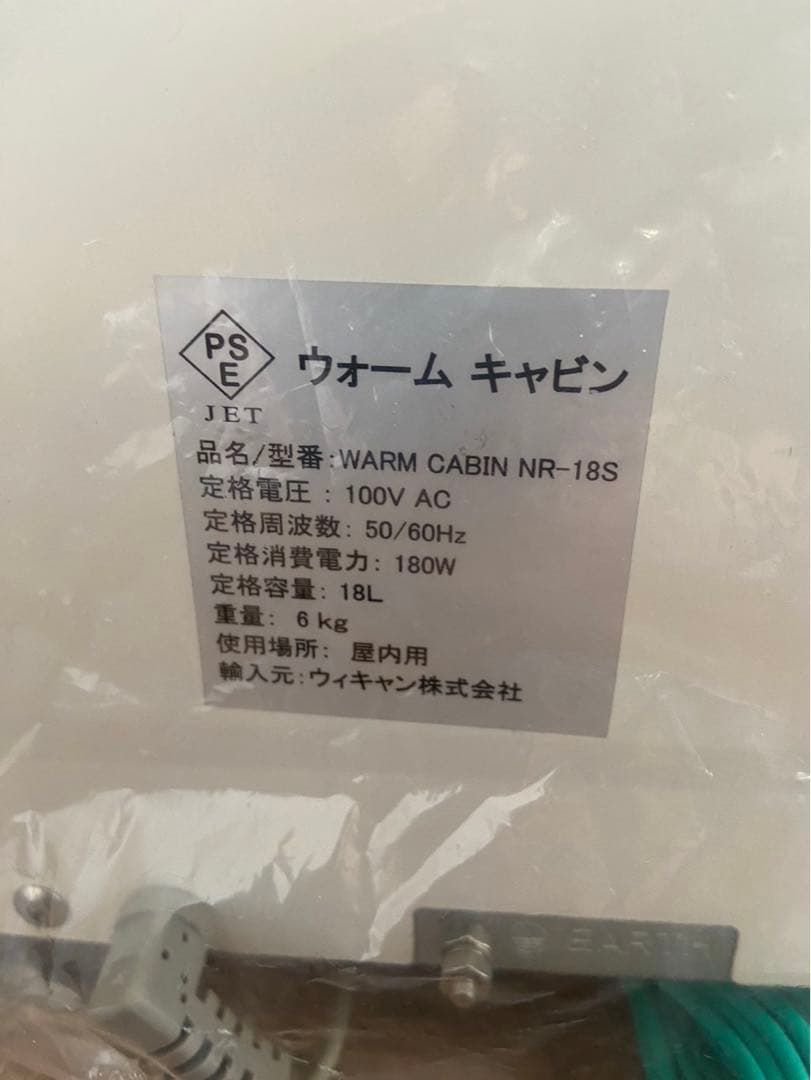 PS
E
JET
ウォーム キャビン
品名/型番:WARM CABIN NR-18S
定格電圧 : 100V AC
定格周波数: 50/60Hz
定格消費電力: 180W
定格容量: 18L
重量: 6 kg
使用場所: 屋内用
輸入元:ウィキャン株式会社
EARTH